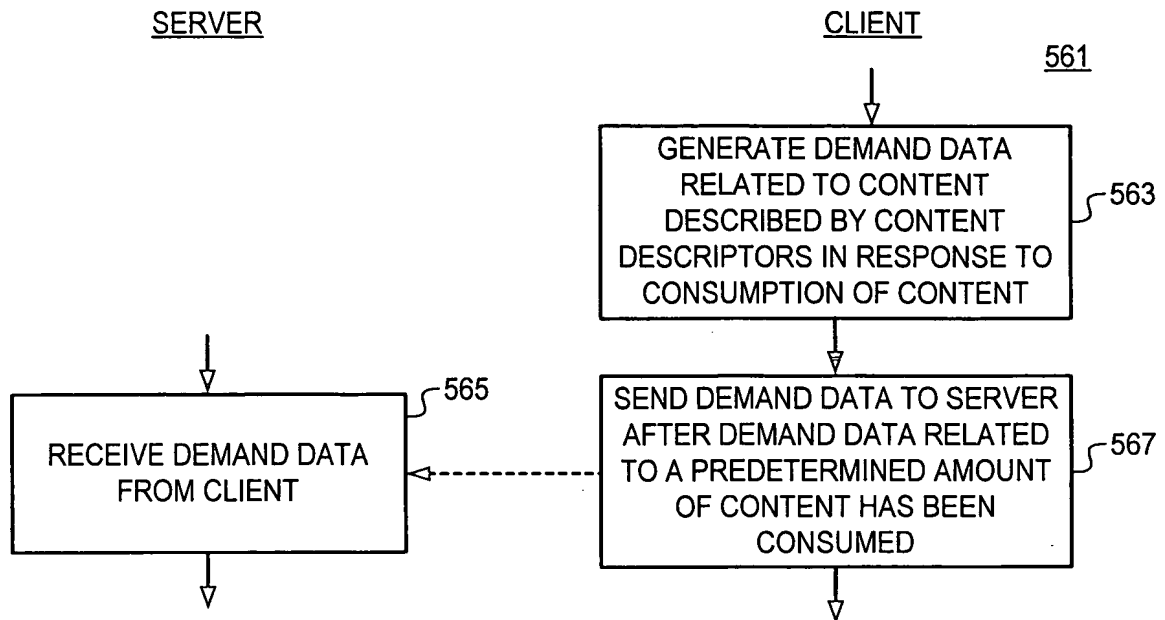 SERVER
CLIENT
561
GENERATE DEMAND DATA
RELATED TO CONTENT
DESCRIBED BY CONTENT
DESCRIPTORS IN RESPONSE TO
CONSUMPTION OF CONTENT
563
RECEIVE DEMAND DATA
FROM CLIENT
565
SEND DEMAND DATA TO SERVER
AFTER DEMAND DATA RELATED
TO A PREDETERMINED AMOUNT
OF CONTENT HAS BEEN
CONSUMED
567